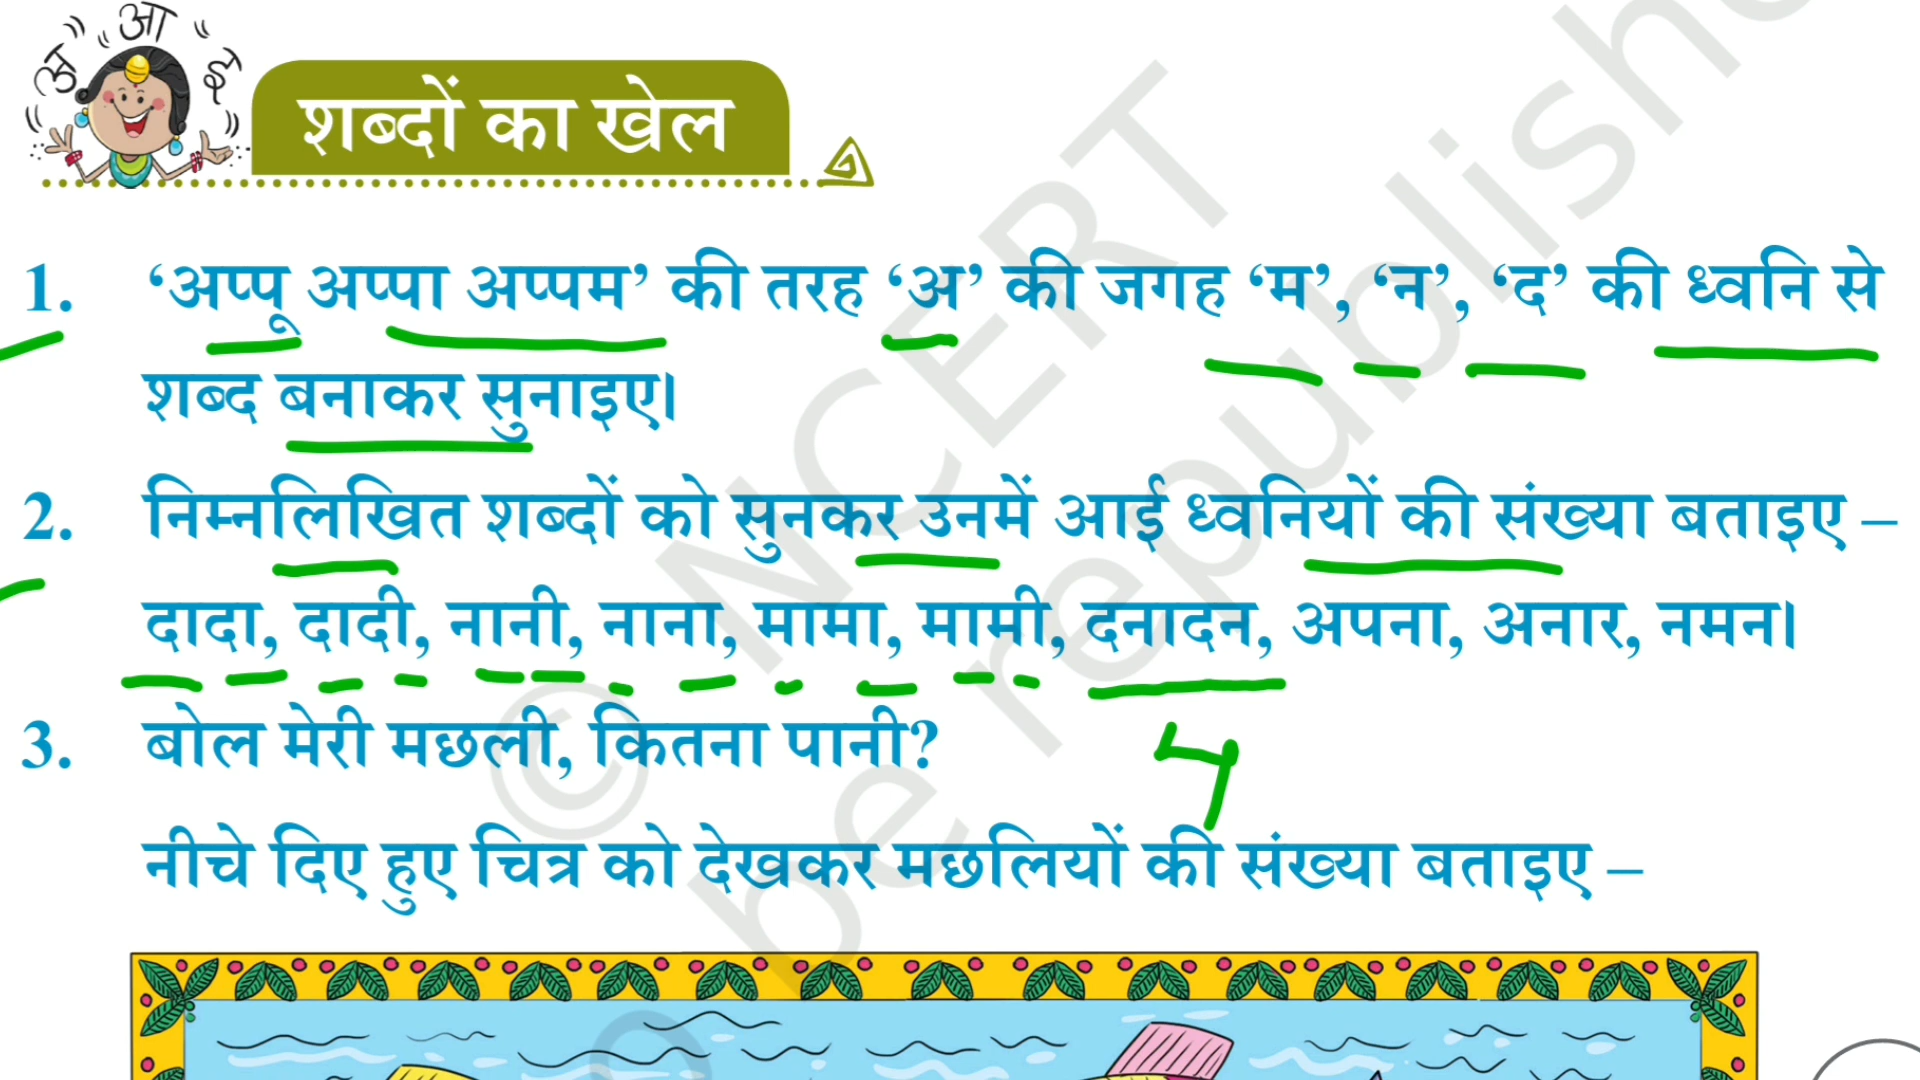 अ आ इ
शब्दों का खेल
1. ‘अप्पू अप्पा अप्पम’ की तरह ‘अ’ की जगह ‘म’, ‘न’, ‘द’ की ध्वनि से
शब्द बनाकर सुनाइए।
2. निम्नलिखित शब्दों को सुनकर उनमें आई ध्वनियों की संख्या बताइए –
दादा, दादी, नानी, नाना, मामा, मामी, दनादन, अपना, अनार, नमन।
3. बोल मेरी मछली, कितना पानी?
4
नीचे दिए हुए चित्र को देखकर मछलियों की संख्या बताइए –
© NCERT
be republishe